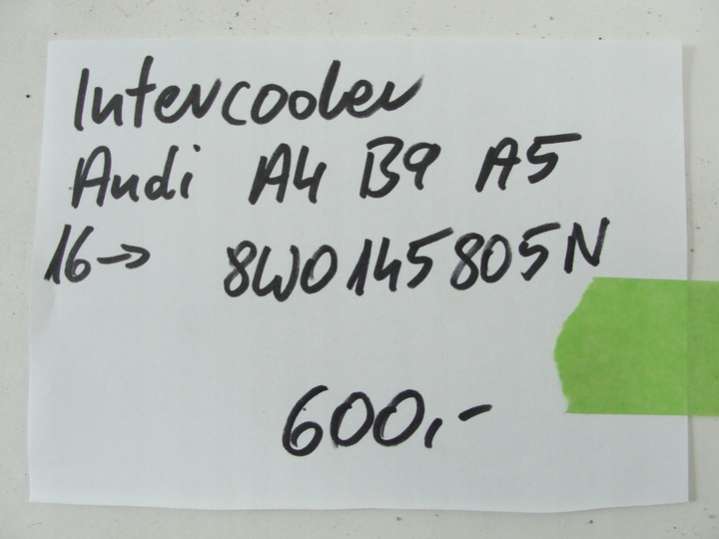 Intercooler
Audi A4 B9 A5
16→ 8W0145805N
600,-